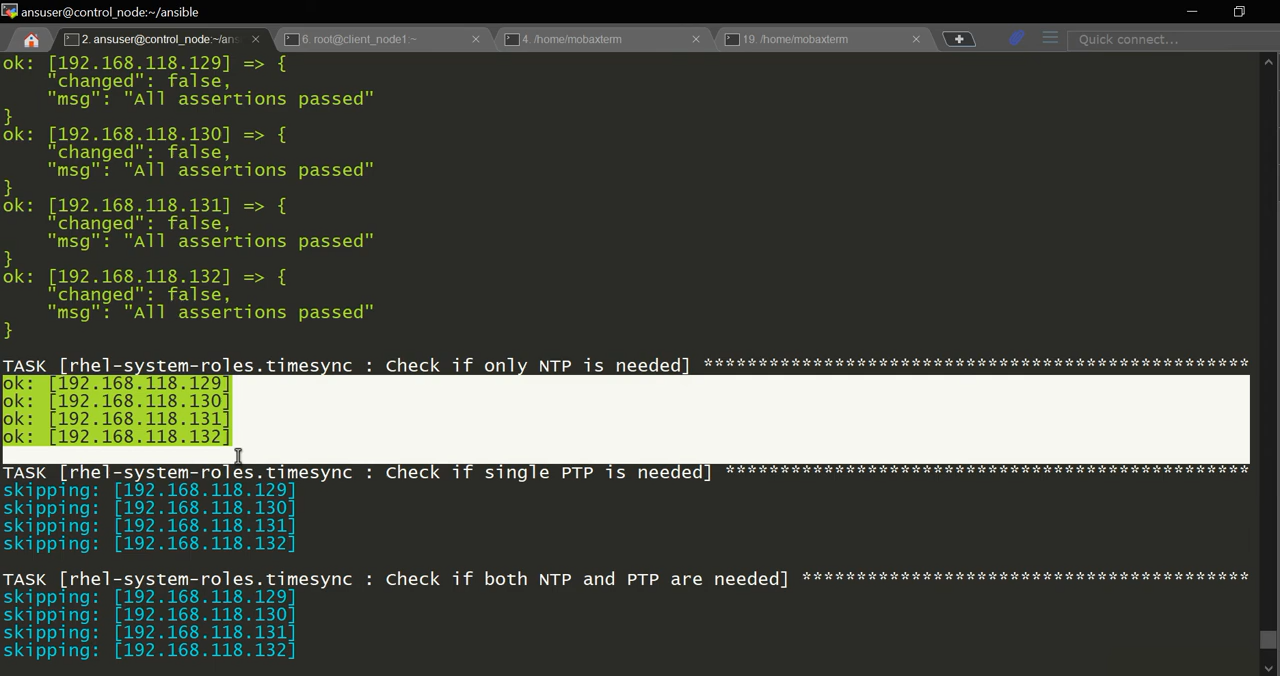 ansuser@control_node:~/ansible
2. ansuser@control_node:~/ans
6. root@client_node1:~
4. /home/mobaxterm
19. /home/mobaxterm
Quick connect...
ok: [192.168.118.129] => {
    "changed": false,
    "msg": "All assertions passed"
}
ok: [192.168.118.130] => {
    "changed": false,
    "msg": "All assertions passed"
}
ok: [192.168.118.131] => {
    "changed": false,
    "msg": "All assertions passed"
}
ok: [192.168.118.132] => {
    "changed": false,
    "msg": "All assertions passed"
}
TASK [rhel-system-roles.timesync : Check if only NTP is needed] **************************************************
ok: [192.168.118.129]
ok: [192.168.118.130]
ok: [192.168.118.131]
ok: [192.168.118.132]
TASK [rhel-system-roles.timesync : Check if single PTP is needed] ************************************************
skipping: [192.168.118.129]
skipping: [192.168.118.130]
skipping: [192.168.118.131]
skipping: [192.168.118.132]
TASK [rhel-system-roles.timesync : Check if both NTP and PTP are needed] *****************************************
skipping: [192.168.118.129]
skipping: [192.168.118.130]
skipping: [192.168.118.131]
skipping: [192.168.118.132]